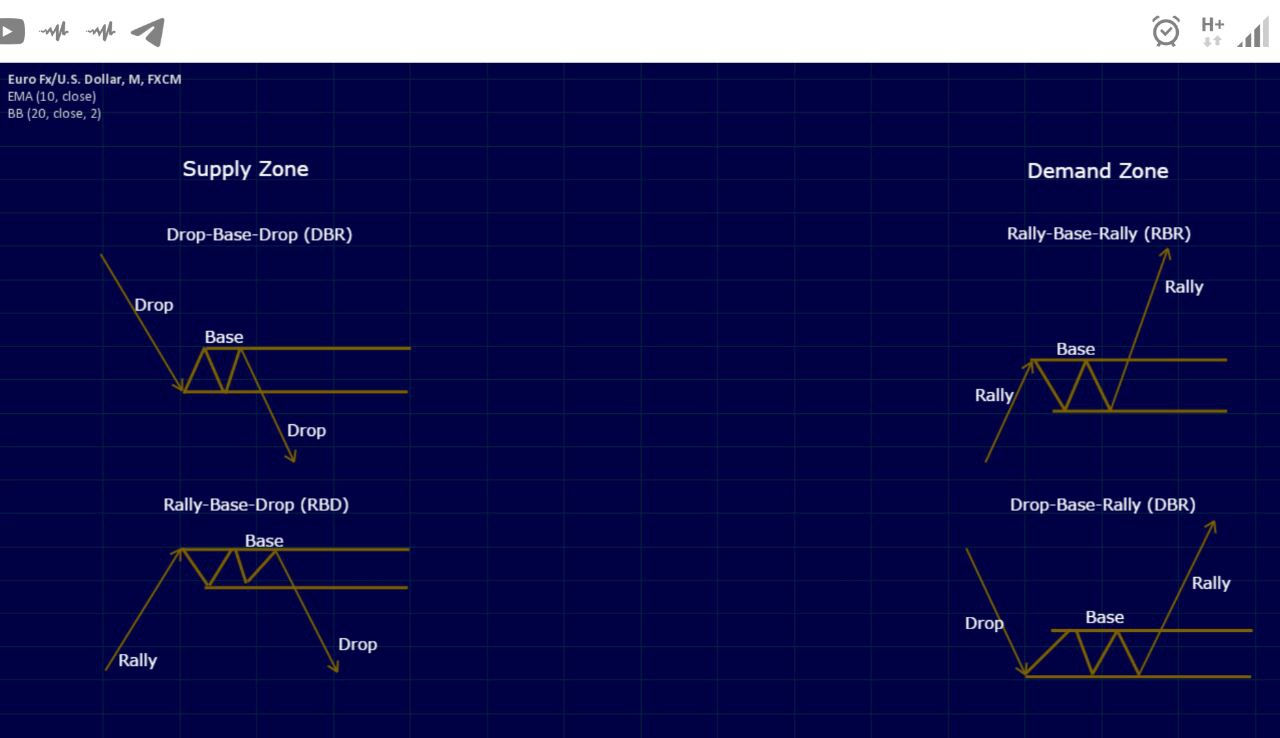 H+
Euro Fx/U.S. Dollar, M, FXCM
EMA (10, close)
BB (20, close, 2)
Supply Zone
Drop-Base-Drop (DBR)
Drop
Base
Drop
Rally-Base-Drop (RBD)
Base
Rally
Drop
Demand Zone
Rally-Base-Rally (RBR)
Rally
Base
Rally
Drop-Base-Rally (DBR)
Rally
Base
Drop